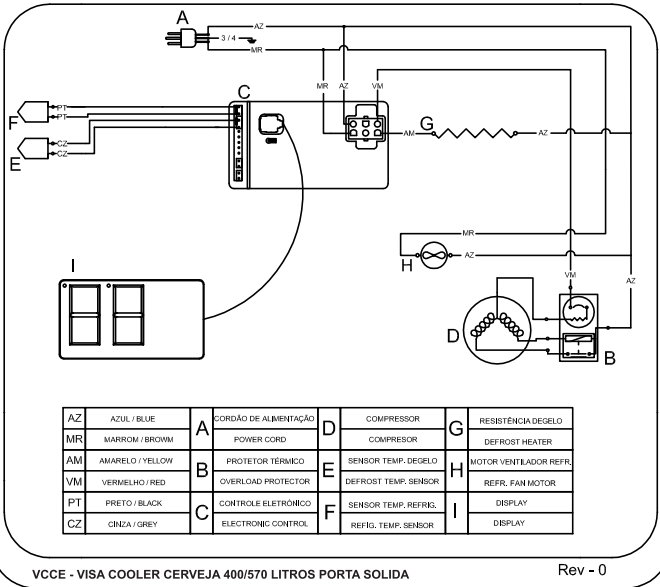 A
AZ
3 / 4
MR
C
MR AZ VM
PT
PT
F
CZ
CZ
E
AM G AZ
MR
H AZ
I
VM
AZ
D
B
AZ AZUL / BLUE
MR MARROM / BROWM
AM AMARELO / YELLOW
VM VERMELHO / RED
PT PRETO / BLACK
CZ CINZA / GREY
A CORDÃO DE ALIMENTAÇÃO
POWER CORD
B PROTETOR TÉRMICO
OVERLOAD PROTECTOR
C CONTROLE ELETRÔNICO
ELECTRONIC CONTROL
D COMPRESSOR
COMPRESOR
E SENSOR TEMP. DEGELO
DEFROST TEMP. SENSOR
F SENSOR TEMP. REFRIG.
REFIG. TEMP. SENSOR
G RESISTÊNCIA DEGELO
DEFROST HEATER
H MOTOR VENTILADOR REFR.
REFR. FAN MOTOR
I DISPLAY
DISPLAY
VCCE - VISA COOLER CERVEJA 400/570 LITROS PORTA SOLIDA
Rev - 0